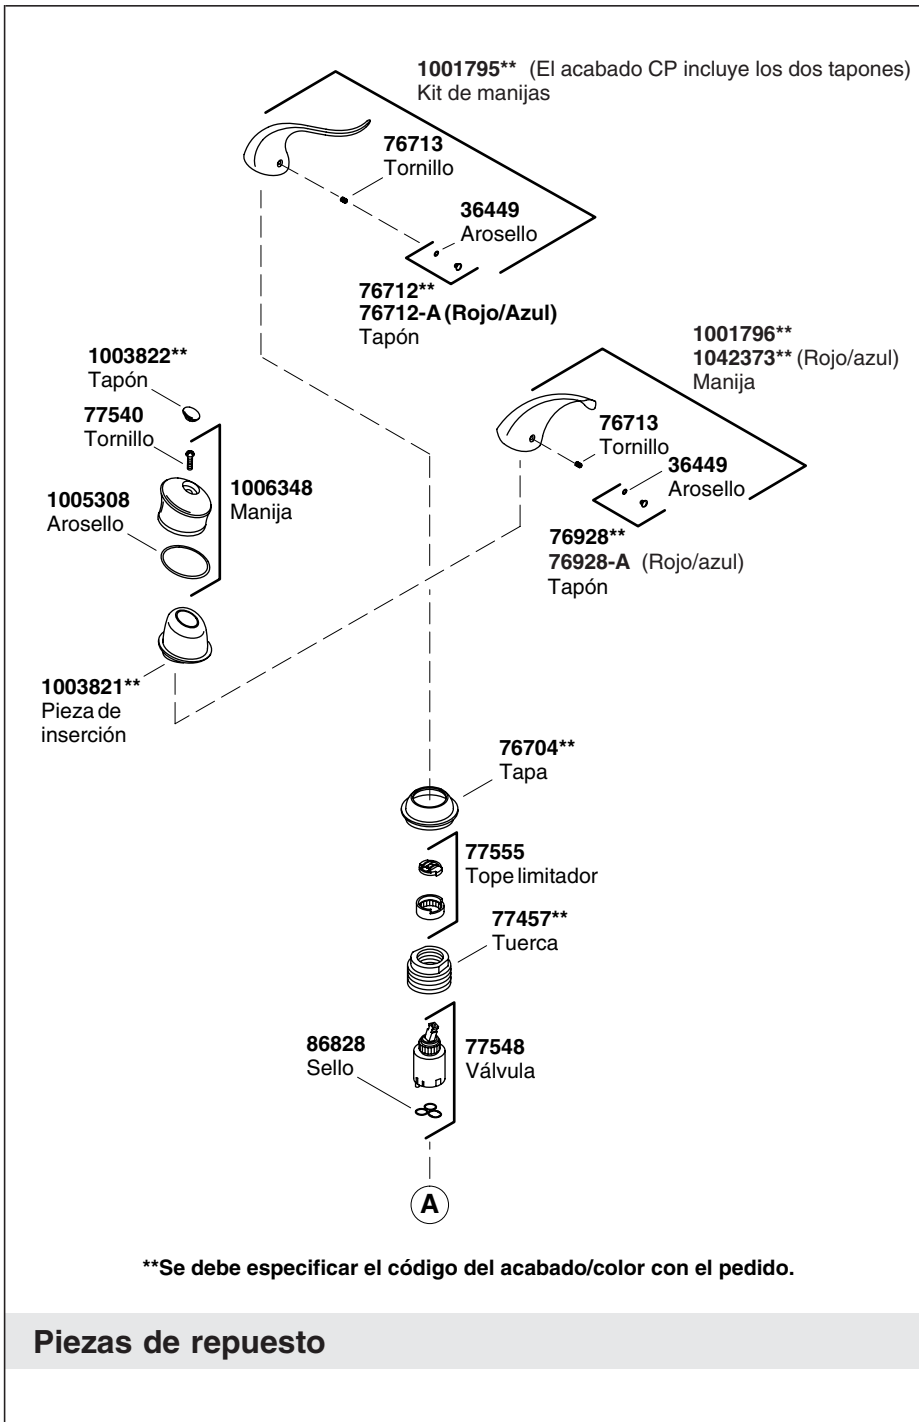 1001795** (El acabado CP incluye los dos tapones)
Kit de manijas
76713
Tornillo
36449
Arosello
76712**
76712-A (Rojo/Azul)
Tapón
1001796**
1042373** (Rojo/azul)
Manija
1003822**
Tapón
77540
Tornillo
1006348
Manija
1005308
Arosello
76713
Tornillo
36449
Arosello
76928**
76928-A (Rojo/azul)
Tapón
1003821**
Pieza de
inserción
76704**
Tapa
77555
Tope limitador
77457**
Tuerca
86828
Sello
77548
Válvula
A
**Se debe especificar el código del acabado/color con el pedido.
Piezas de repuesto